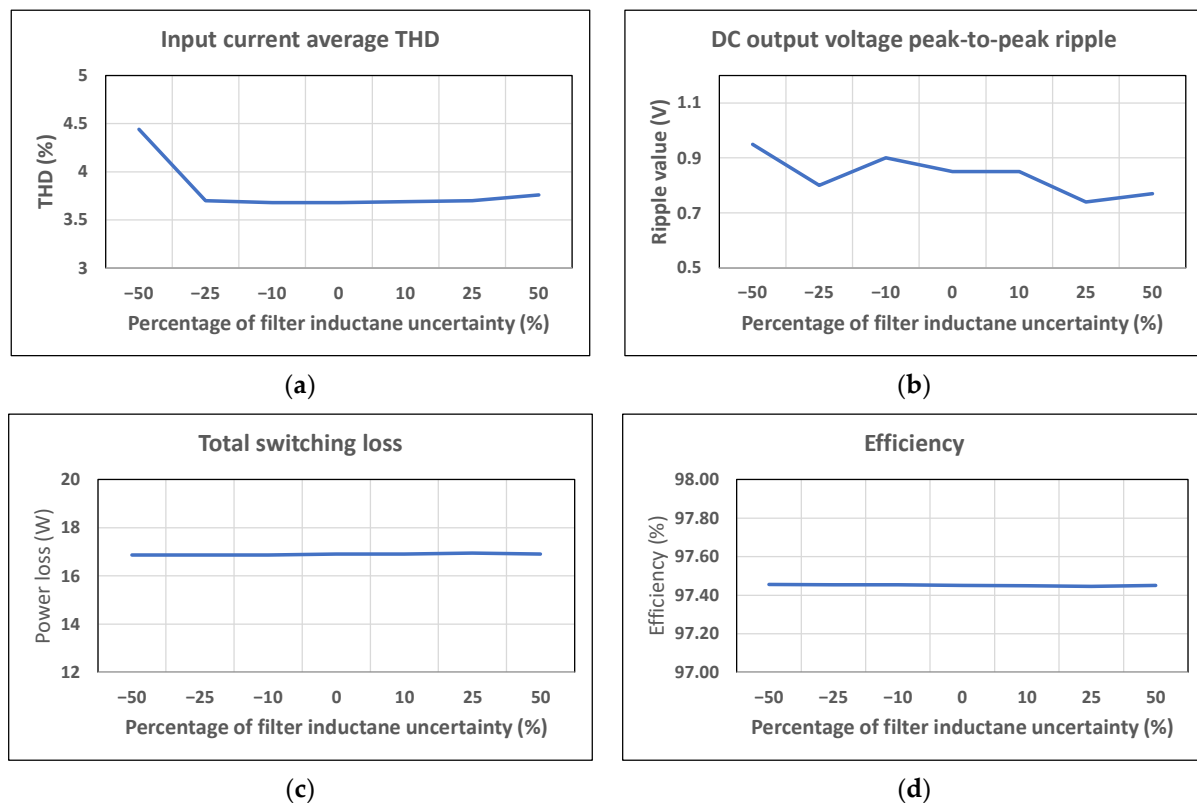 Input current average THD
THD (%)
5
4.5
4
3.5
3
−50 −25 −10 0 10 25 50
Percentage of filter inductane uncertainty (%)
(a)
DC output voltage peak-to-peak ripple
Ripple value (V)
1.1
0.9
0.7
0.5
−50 −25 −10 0 10 25 50
Percentage of filter inductane uncertainty (%)
(b)
Total switching loss
Power loss (W)
20
18
16
14
12
−50 −25 −10 0 10 25 50
Percentage of filter inductane uncertainty (%)
(c)
Efficiency
Efficiency (%)
98.00
97.80
97.60
97.40
97.20
97.00
−50 −25 −10 0 10 25 50
Percentage of filter inductane uncertainty (%)
(d)